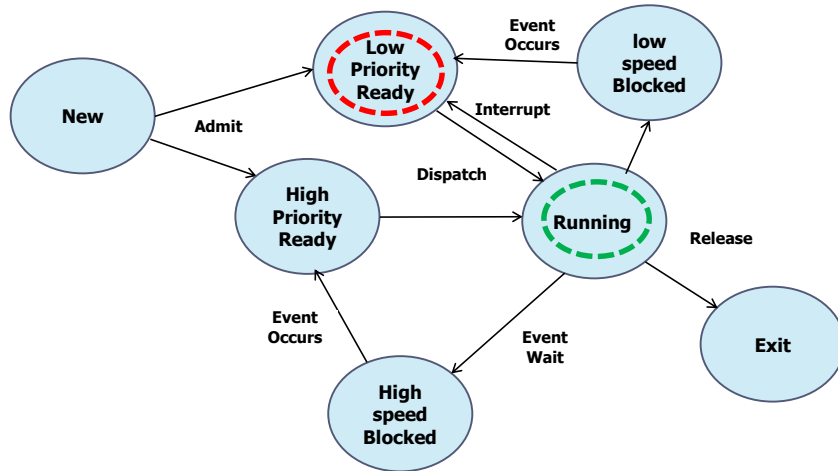 Event
Occurs
Low
Priority
Ready
low
speed
Blocked
New
Admit
Interrupt
Dispatch
High
Priority
Ready
Running
Release
Event
Occurs
Event
Wait
Exit
High
speed
Blocked